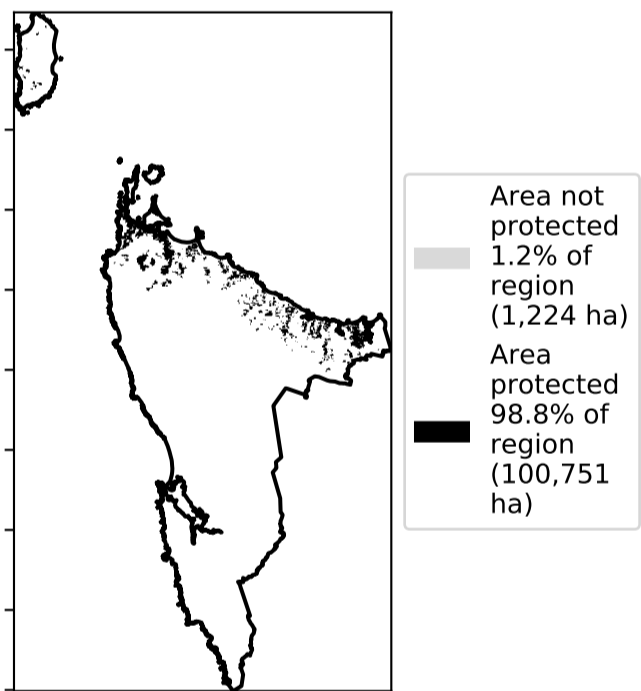 Area not
protected
1.2% of
region
(1,224 ha)
Area
protected
98.8% of
region
(100,751
ha)